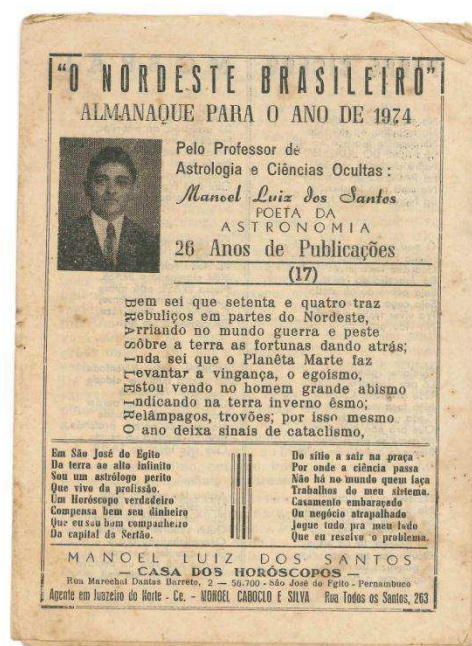 "O NORDESTE BRASILEIRO"
ALMANAQUE PARA O ANO DE 1974
Pelo Professor de
Astrologia e Ciências Ocultas :
Manoel Luiz dos Santos
POETA DA
ASTRONOMIA
26 Anos de Publicações
(17)
Bem sei que setenta e quatro traz
Rebuliços em partes do Nordeste,
Arriando no mundo guerra e peste
Sôbre a terra as fortunas dando atrás;
Inda sei que o Planêta Marte faz
Levantar a vingança, o egoísmo,
Estou vendo no homem grande abismo
Indicando na terra inverno êsmo;
Relâmpagos, trovões; por isso mesmo
O ano deixa sinais de cataclismo,
Em São José do Egito
Da terra ao alto infinito
Sou um astrólogo perito
Que vivo da profissão.
Um Horóscopo verdadeiro
Compensa bem seu dinheiro
Que eu sou bom companheiro
Da capital do Sertão.
Do sítio a sair na praça
Por onde a ciência passa
Não há no mundo quem faça
Trabalhos do meu sistema.
Casamento embaraçado
Ou negócio atrapalhado
Jogue tudo pra meu lado
Que eu resolvo o problema.
MANOEL LUIZ DOS SANTOS
— CASA DOS HORÓSCOPOS —
Rua Marechal Dantas Barreto, 2 — 56.700 - São José do Egito - Pernambuco
Agente em Juazeiro do Norte - Ce. - MONOEL CABOCLO E SILVA Rua Todos os Santos, 263